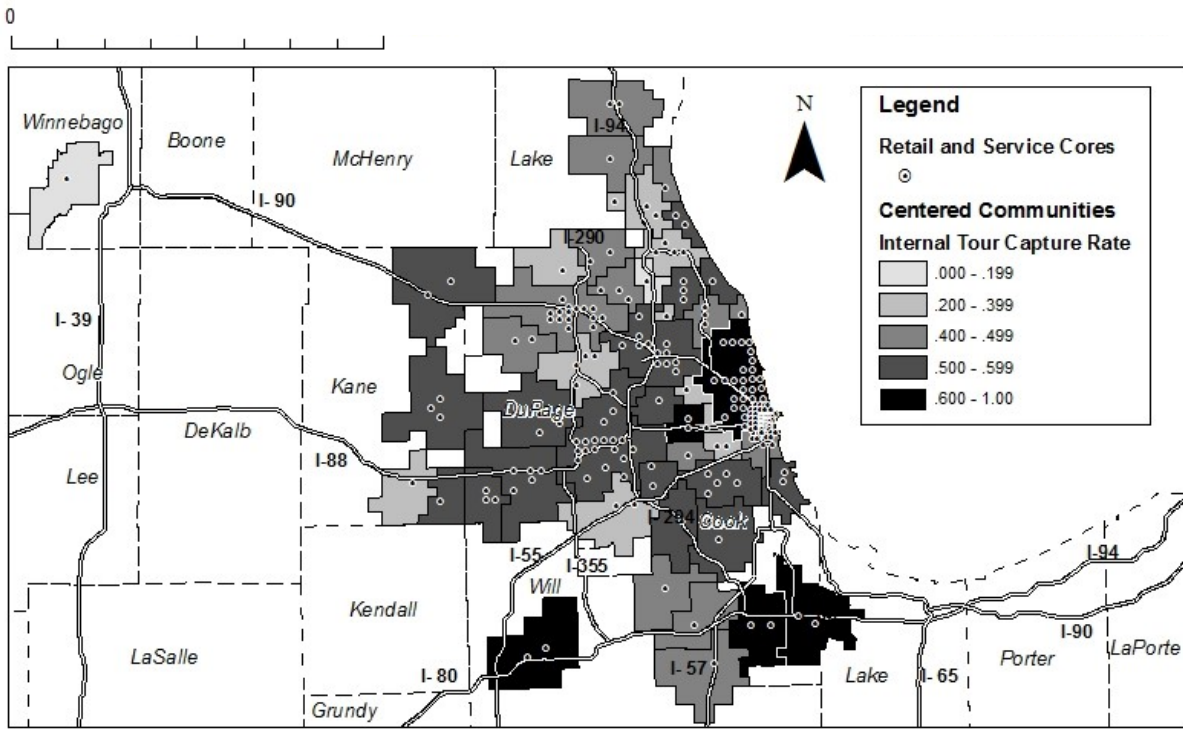 0
Winnebago
Boone
McHenry
Lake
I-94
N
Legend
Retail and Service Cores
Centered Communities
Internal Tour Capture Rate
.000 - .199
.200 - .399
.400 - .499
.500 - .599
.600 - 1.00
I- 90
I-290
I- 39
Ogle
Kane
DuPage
DeKalb
I-88
Lee
I-294
Cook
I-55
I-355
Will
I-94
Kendall
I-90
LaSalle
I- 80
I- 57
Lake
I- 65
Porter
LaPorte
Grundy